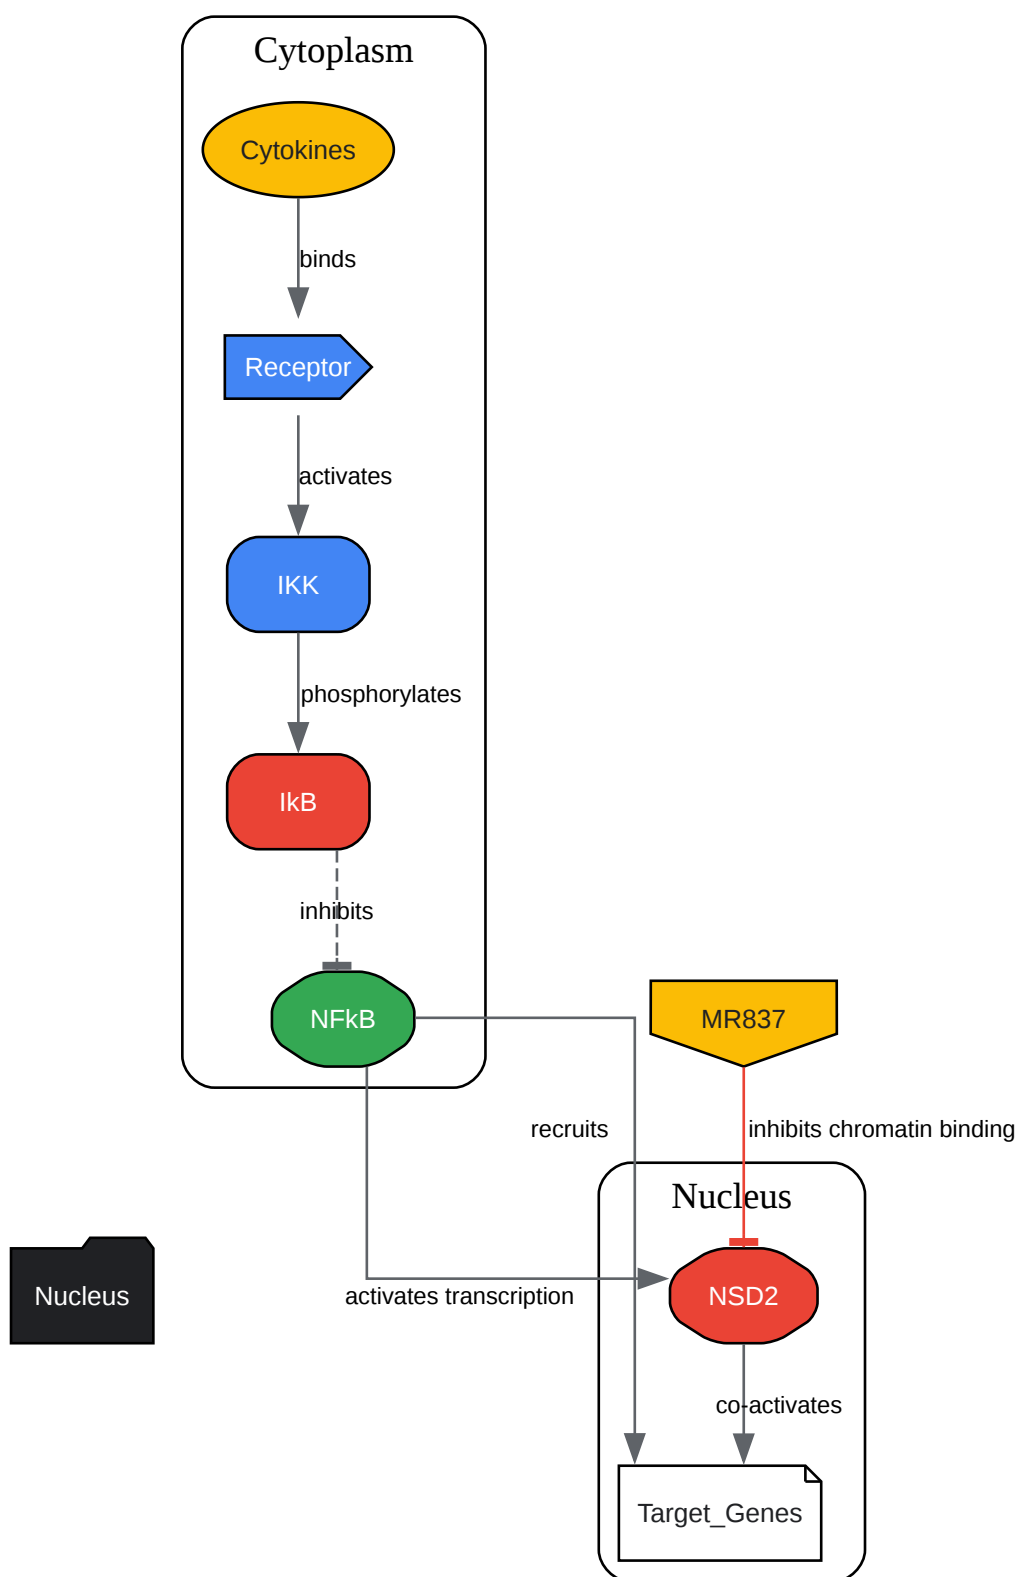 Cytoplasm
Cytokines
binds
Receptor
activates
IKK
phosphorylates
IkB
inhibits
NFkB
MR837
recruits
inhibits chromatin binding
Nucleus
Nucleus
activates transcription
NSD2
co-activates
Target_Genes